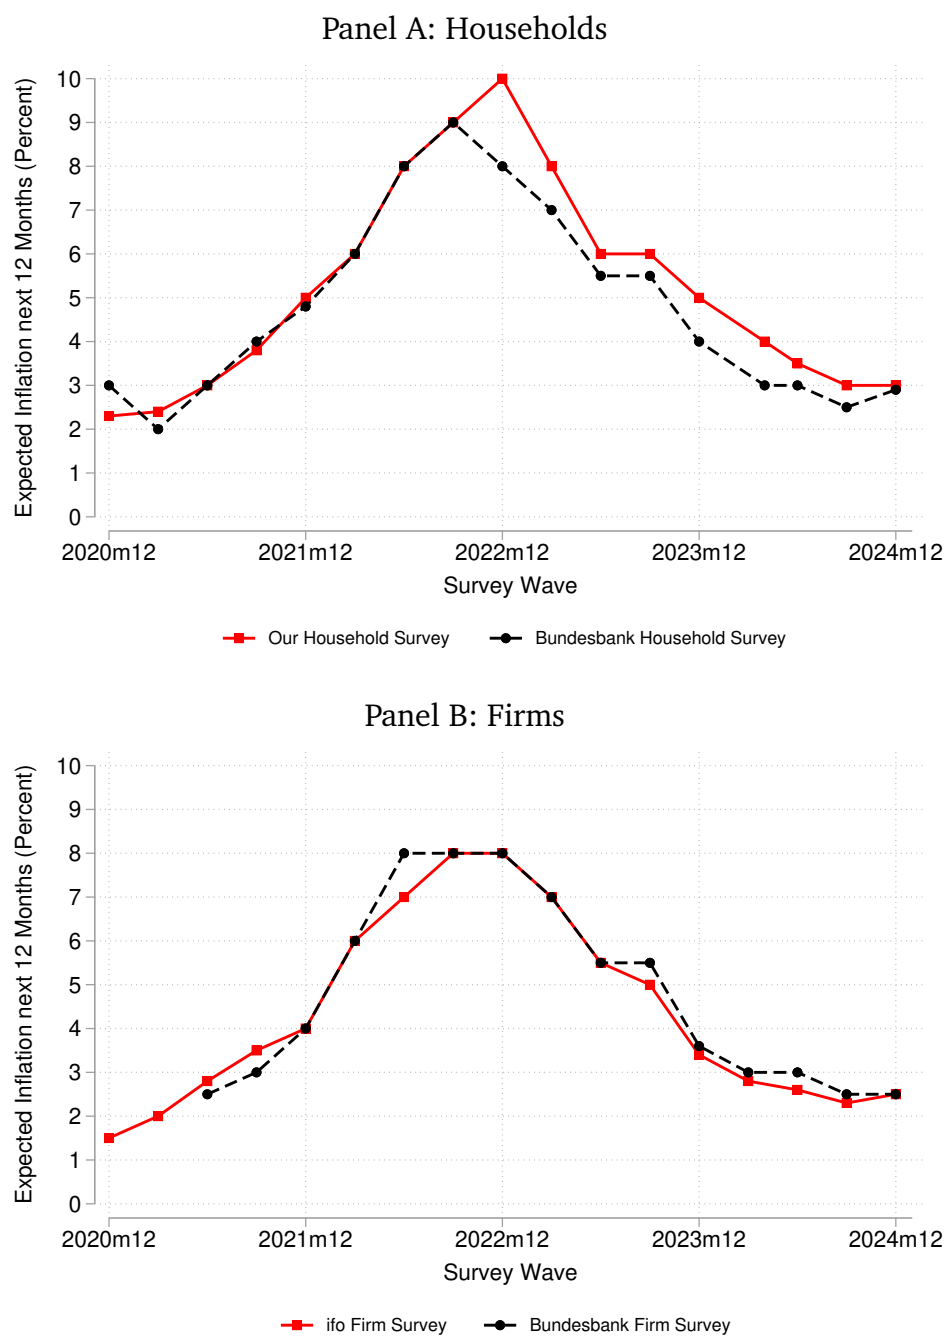 Panel A: Households
Expected Inflation next 12 Months (Percent)
10
9
8
7
6
5
4
3
2
1
0
2020m12 2021m12 2022m12 2023m12 2024m12
Survey Wave
Our Household Survey Bundesbank Household Survey
Panel B: Firms
Expected Inflation next 12 Months (Percent)
10
9
8
7
6
5
4
3
2
1
0
2020m12 2021m12 2022m12 2023m12 2024m12
Survey Wave
ifo Firm Survey Bundesbank Firm Survey